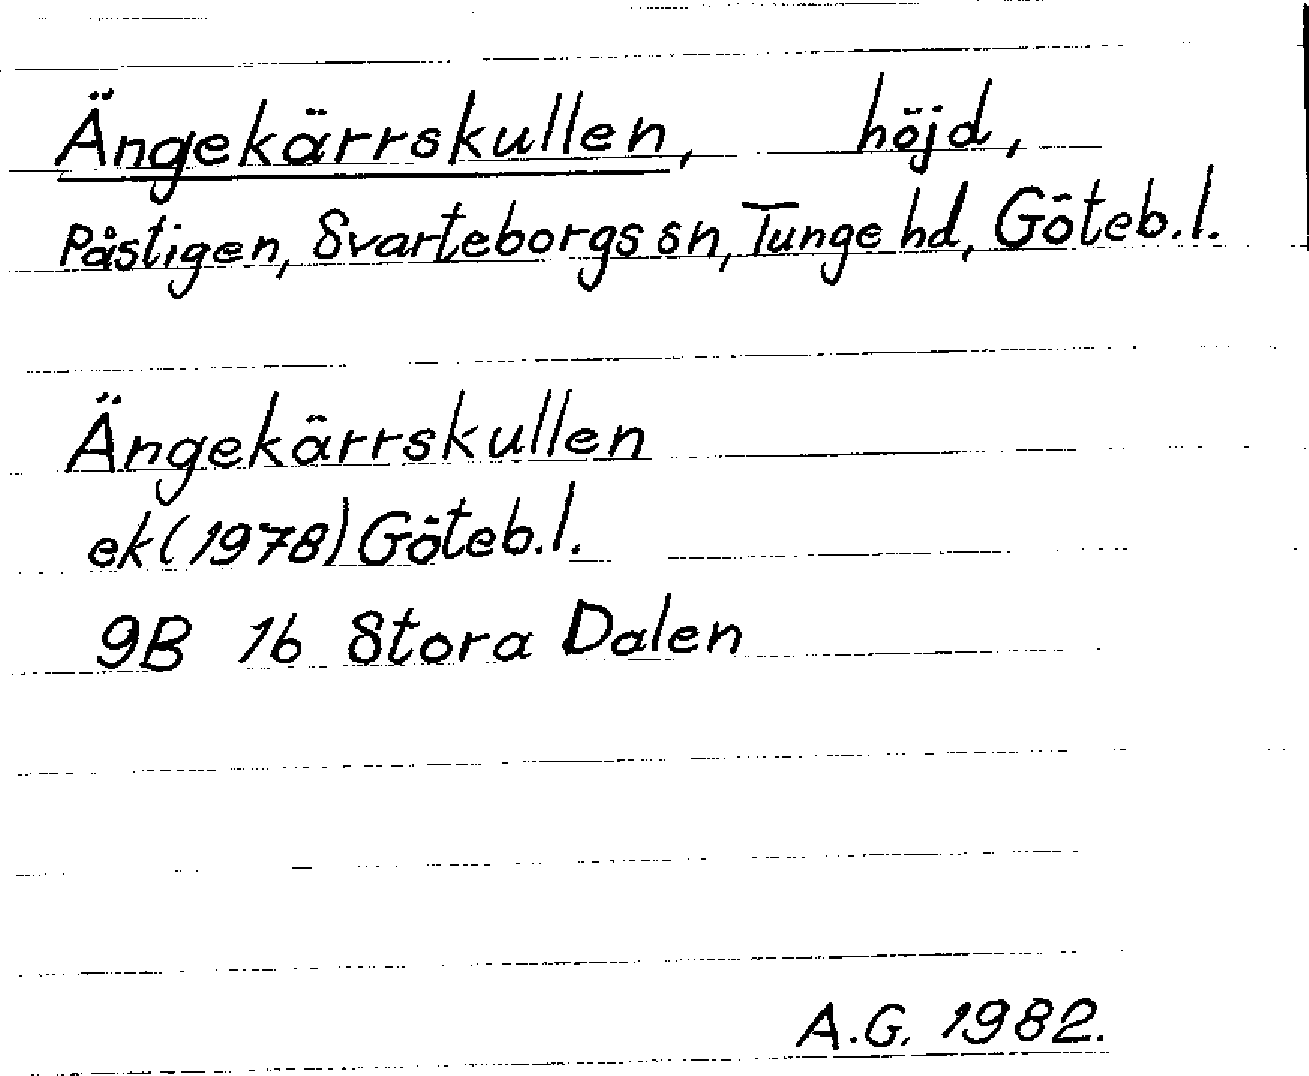 Ängekärrskullen, höjd,
Påstigen, Svarteborgs sn, Tunge hd, Göteb.l.
Ängekärrskullen
ek (1978) Göteb.l.
9B 1b Stora Dalen
A.G. 1982.